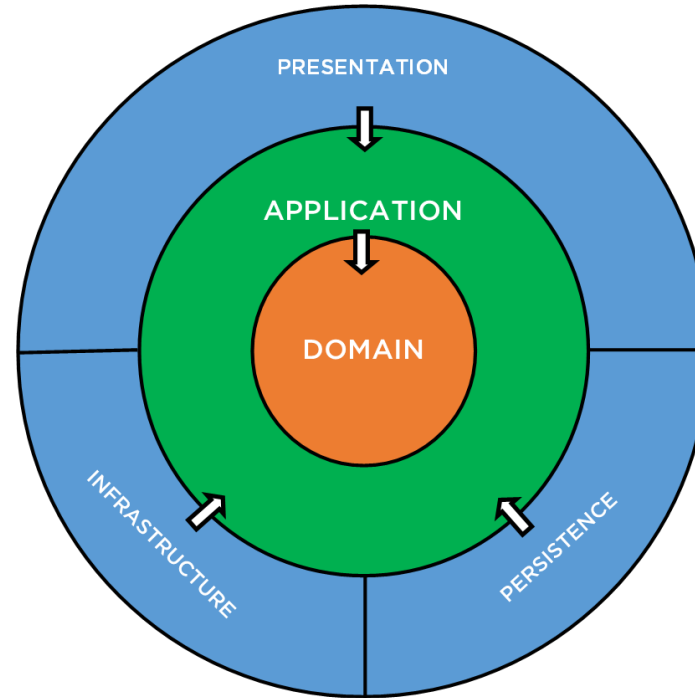 PRESENTATION
APPLICATION
DOMAIN
INFRASTRUCTURE
PERSISTENCE